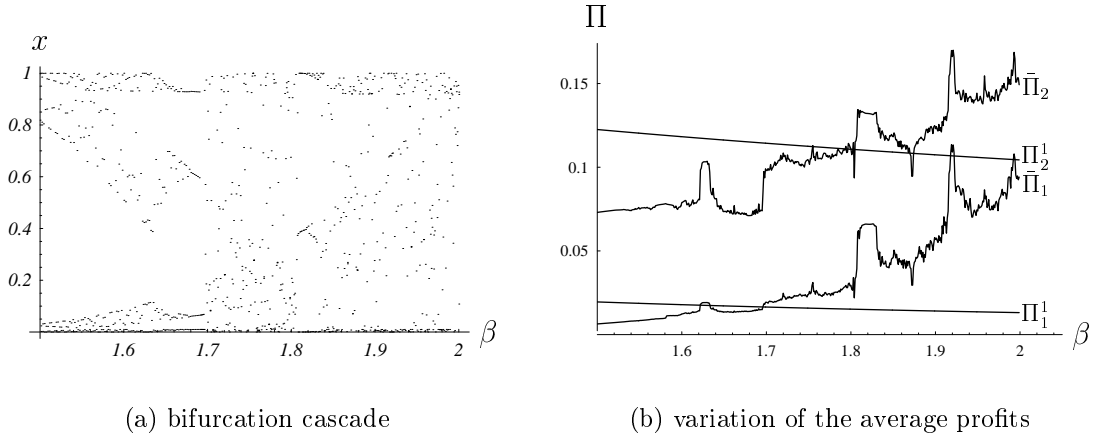 x
1
0.8
0.6
0.4
0.2
1.6 1.7 1.8 1.9 2 β
(a) bifurcation cascade
Π
0.15
0.1
0.05
Π̄₂
Π₂¹
Π̄₁
Π₁¹
1.6 1.7 1.8 1.9 2 β
(b) variation of the average profits